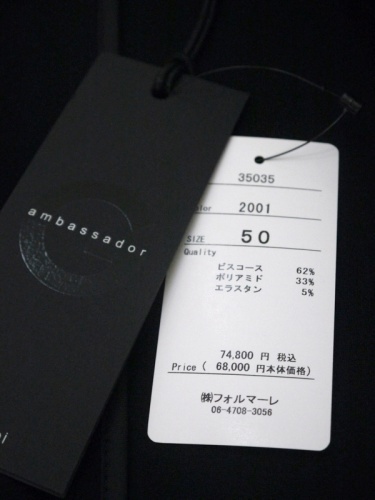 ambassador
35035
2001
SIZE 50
Quality
ビスコース 62%
ポリアミド 33%
エラスタン 5%
74,800 円 税込
Price ( 68,000 円本体価格)
㈱フォルマーレ
06-4708-3056